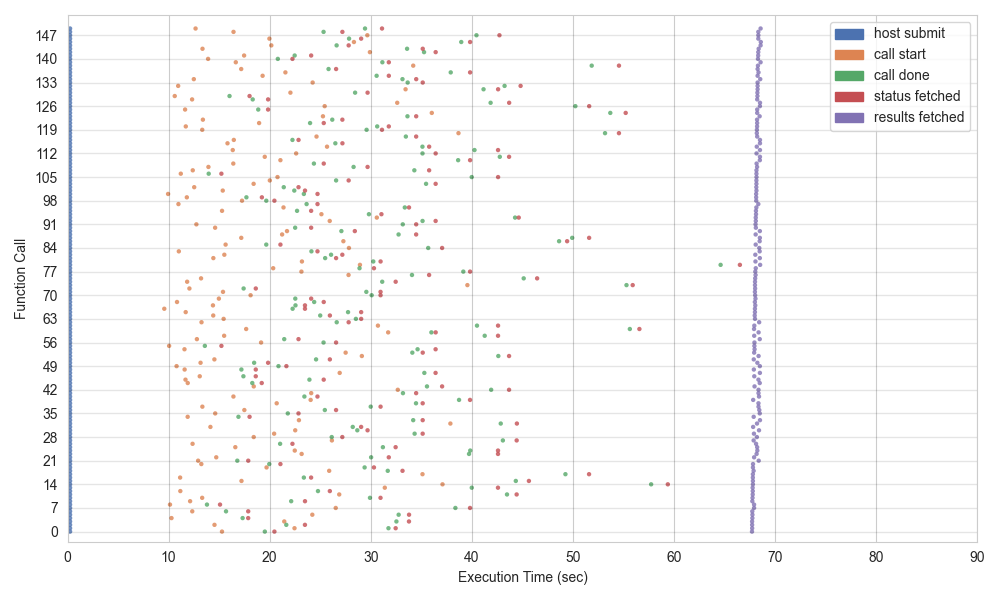 host submit
call start
call done
status fetched
results fetched
Function Call
147
140
133
126
119
112
105
98
91
84
77
70
63
56
49
42
35
28
21
14
7
0
0 10 20 30 40 50 60 70 80 90
Execution Time (sec)